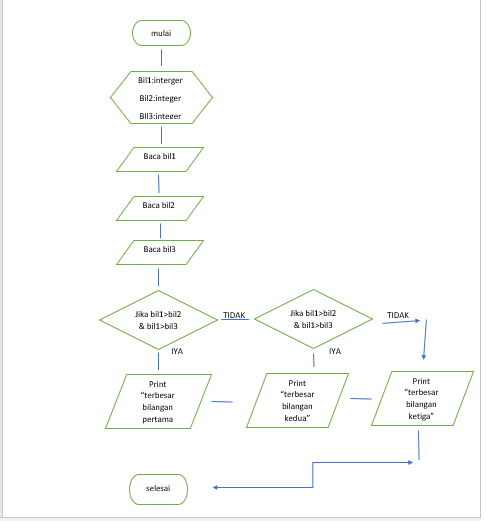 mulai
Bil1:interger
Bil2:integer
BIl3:integer
Baca bil1
Baca bil2
Baca bil3
Jika bil1>bil2
& bil1>bil3
TIDAK
Jika bil1>bil2
& bil1>bil3
TIDAK
IYA
IYA
Print
“terbesar
bilangan
pertama
Print
“terbesar
bilangan
kedua”
Print
“terbesar
bilangan
ketiga”
selesai